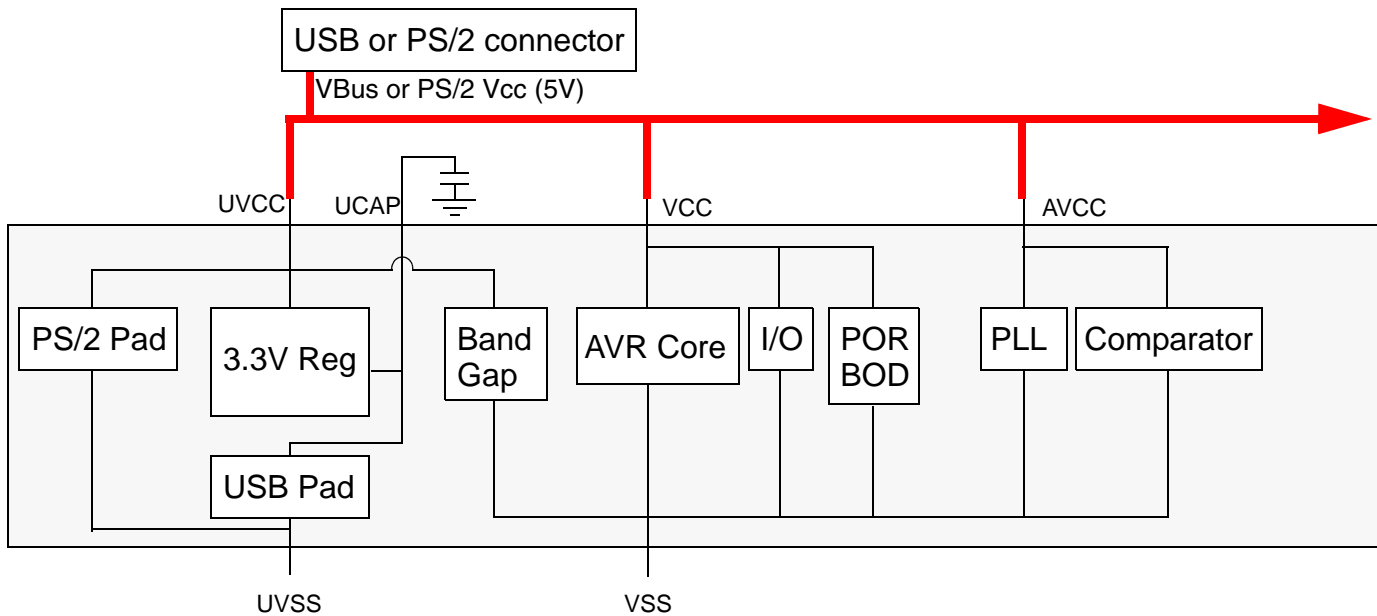 USB or PS/2 connector
VBus or PS/2 Vcc (5V)
UVCC
UCAP
VCC
AVCC
PS/2 Pad
3.3V Reg
Band
Gap
AVR Core
I/O
POR
BOD
PLL
Comparator
USB Pad
UVSS
VSS